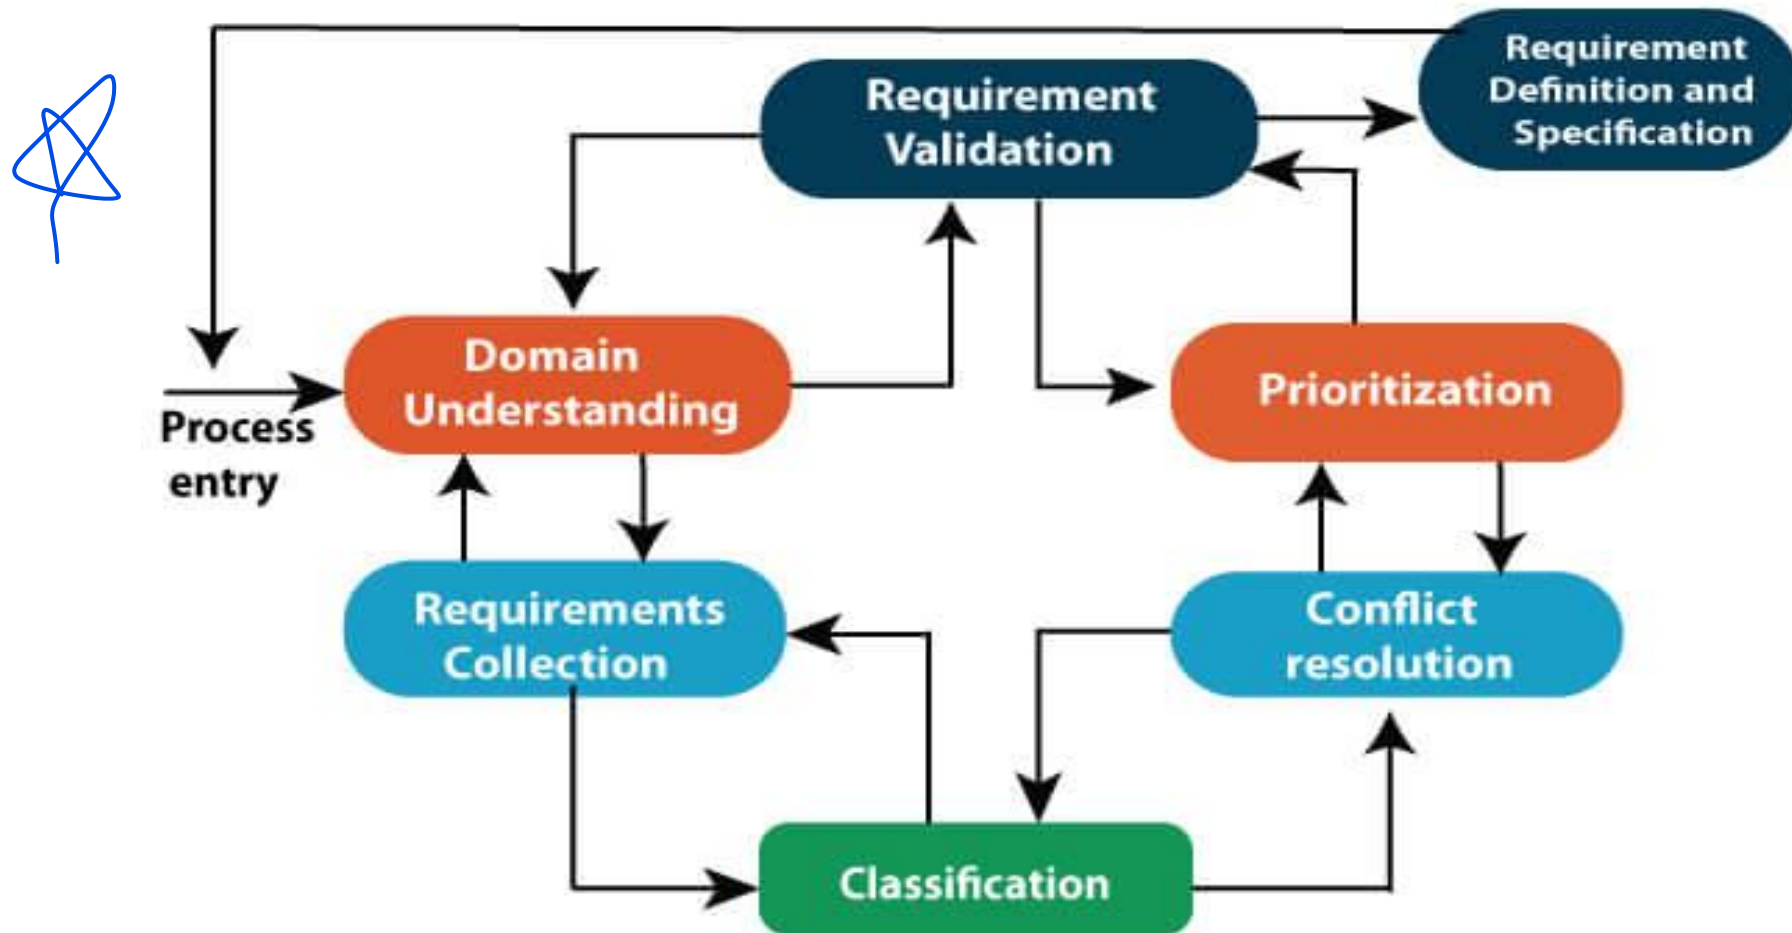 Requirement
Definition and
Specification
Requirement
Validation
Domain
Understanding
Prioritization
Process
entry
Requirements
Collection
Conflict
resolution
Classification